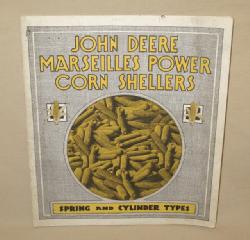 JOHN DEERE
MARSEILLES POWER
CORN SHELLERS
SPRING AND CYLINDER TYPES